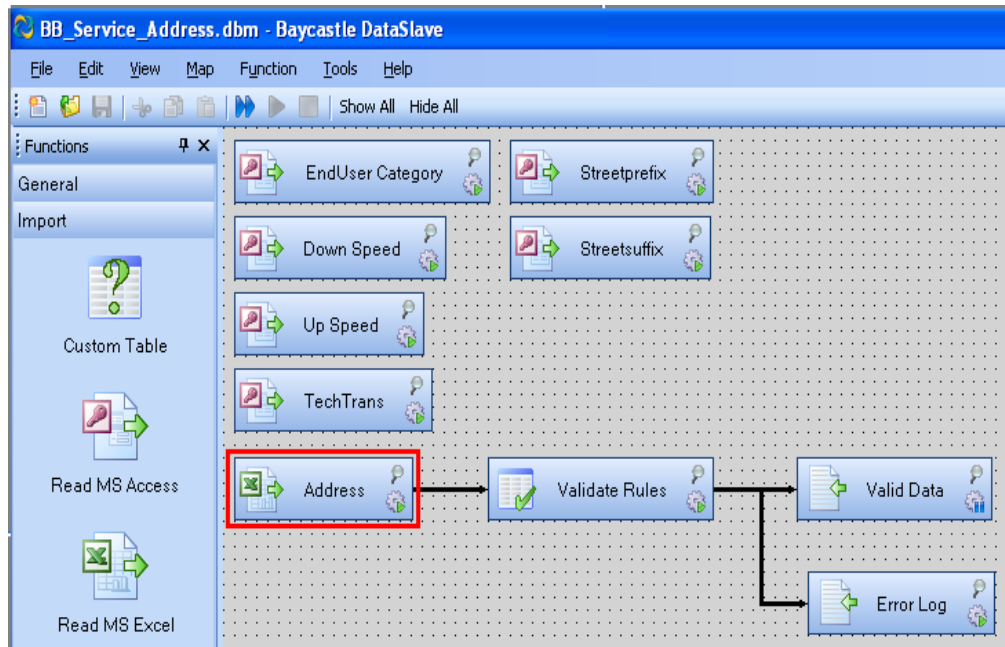 BB_Service_Address.dbm - Baycastle DataSlave
File Edit View Map Function Tools Help
Show All Hide All
Functions
General
Import
Custom Table
Read MS Access
Read MS Excel
EndUser Category
Streetprefix
Down Speed
Streetsuffix
Up Speed
TechTrans
Address
Validate Rules
Valid Data
Error Log